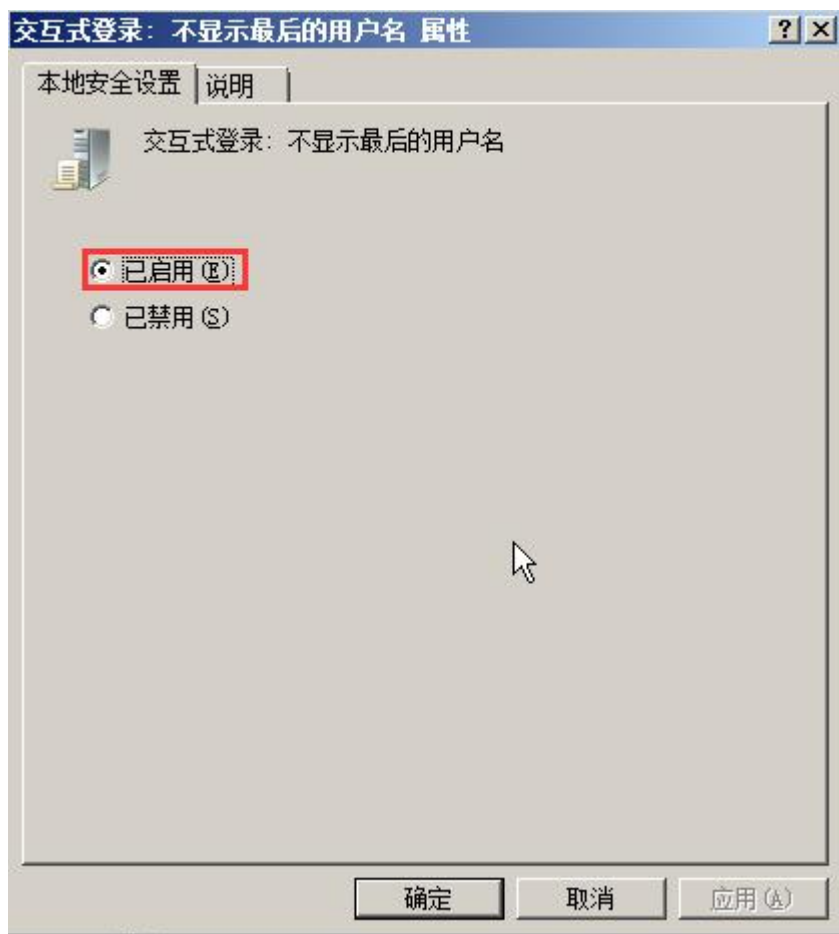 交互式登录: 不显示最后的用户名 属性
本地安全设置 说明
交互式登录: 不显示最后的用户名
已启用(E)
已禁用(S)
确定 取消 应用(A)